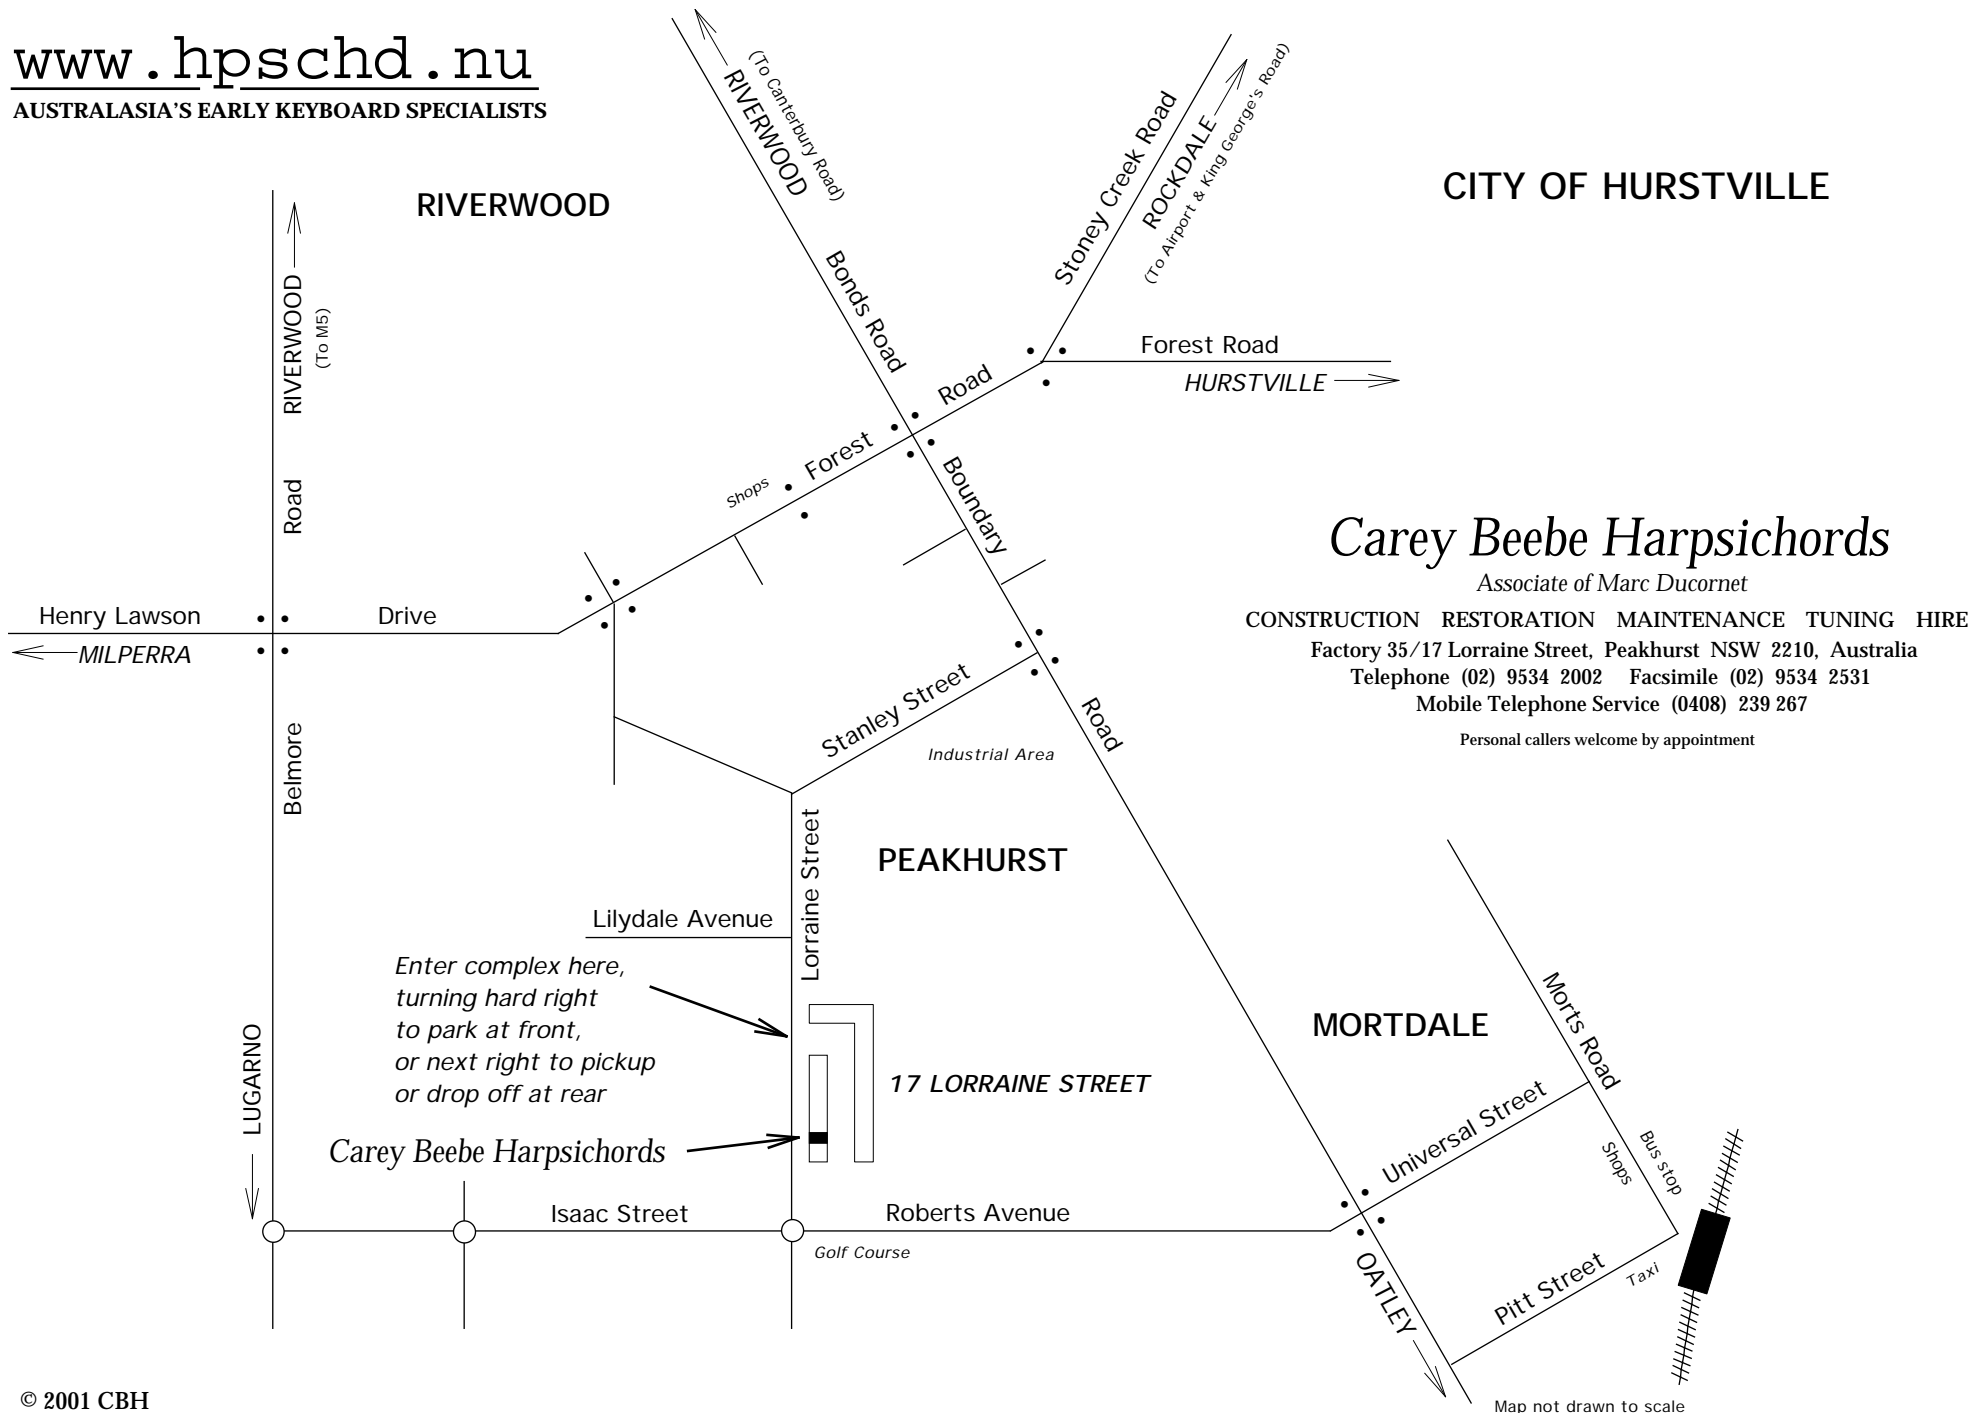 www.hpschd.nu
AUSTRALASIA'S EARLY KEYBOARD SPECIALISTS
RIVERWOOD
(To Canterbury Road)
RIVERWOOD
Stoney Creek Road
ROCKDALE
(To Airport & King George's Road)
CITY OF HURSTVILLE
RIVERWOOD
(To M5)
Bonds Road
Forest Road
HURSTVILLE
Forest Road
Shops
Boundary Road
Belmore Road
Henry Lawson Drive
MILPERRA
Carey Beebe Harpsichords
Associate of Marc Ducornet
CONSTRUCTION RESTORATION MAINTENANCE TUNING HIRE
Factory 35/17 Lorraine Street, Peakhurst NSW 2210, Australia
Telephone (02) 9534 2002 Facsimile (02) 9534 2531
Mobile Telephone Service (0408) 239 267
Personal callers welcome by appointment
Stanley Street
Industrial Area
Lorraine Street
PEAKHURST
Lilydale Avenue
Enter complex here,
turning hard right
to park at front,
or next right to pickup
or drop off at rear
17 LORRAINE STREET
Carey Beebe Harpsichords
LUGARNO
MORTDALE
Morts Road
Universal Street
Shops
Bus stop
Isaac Street
Roberts Avenue
Golf Course
OATLEY
Pitt Street
Taxi
Map not drawn to scale
© 2001 CBH